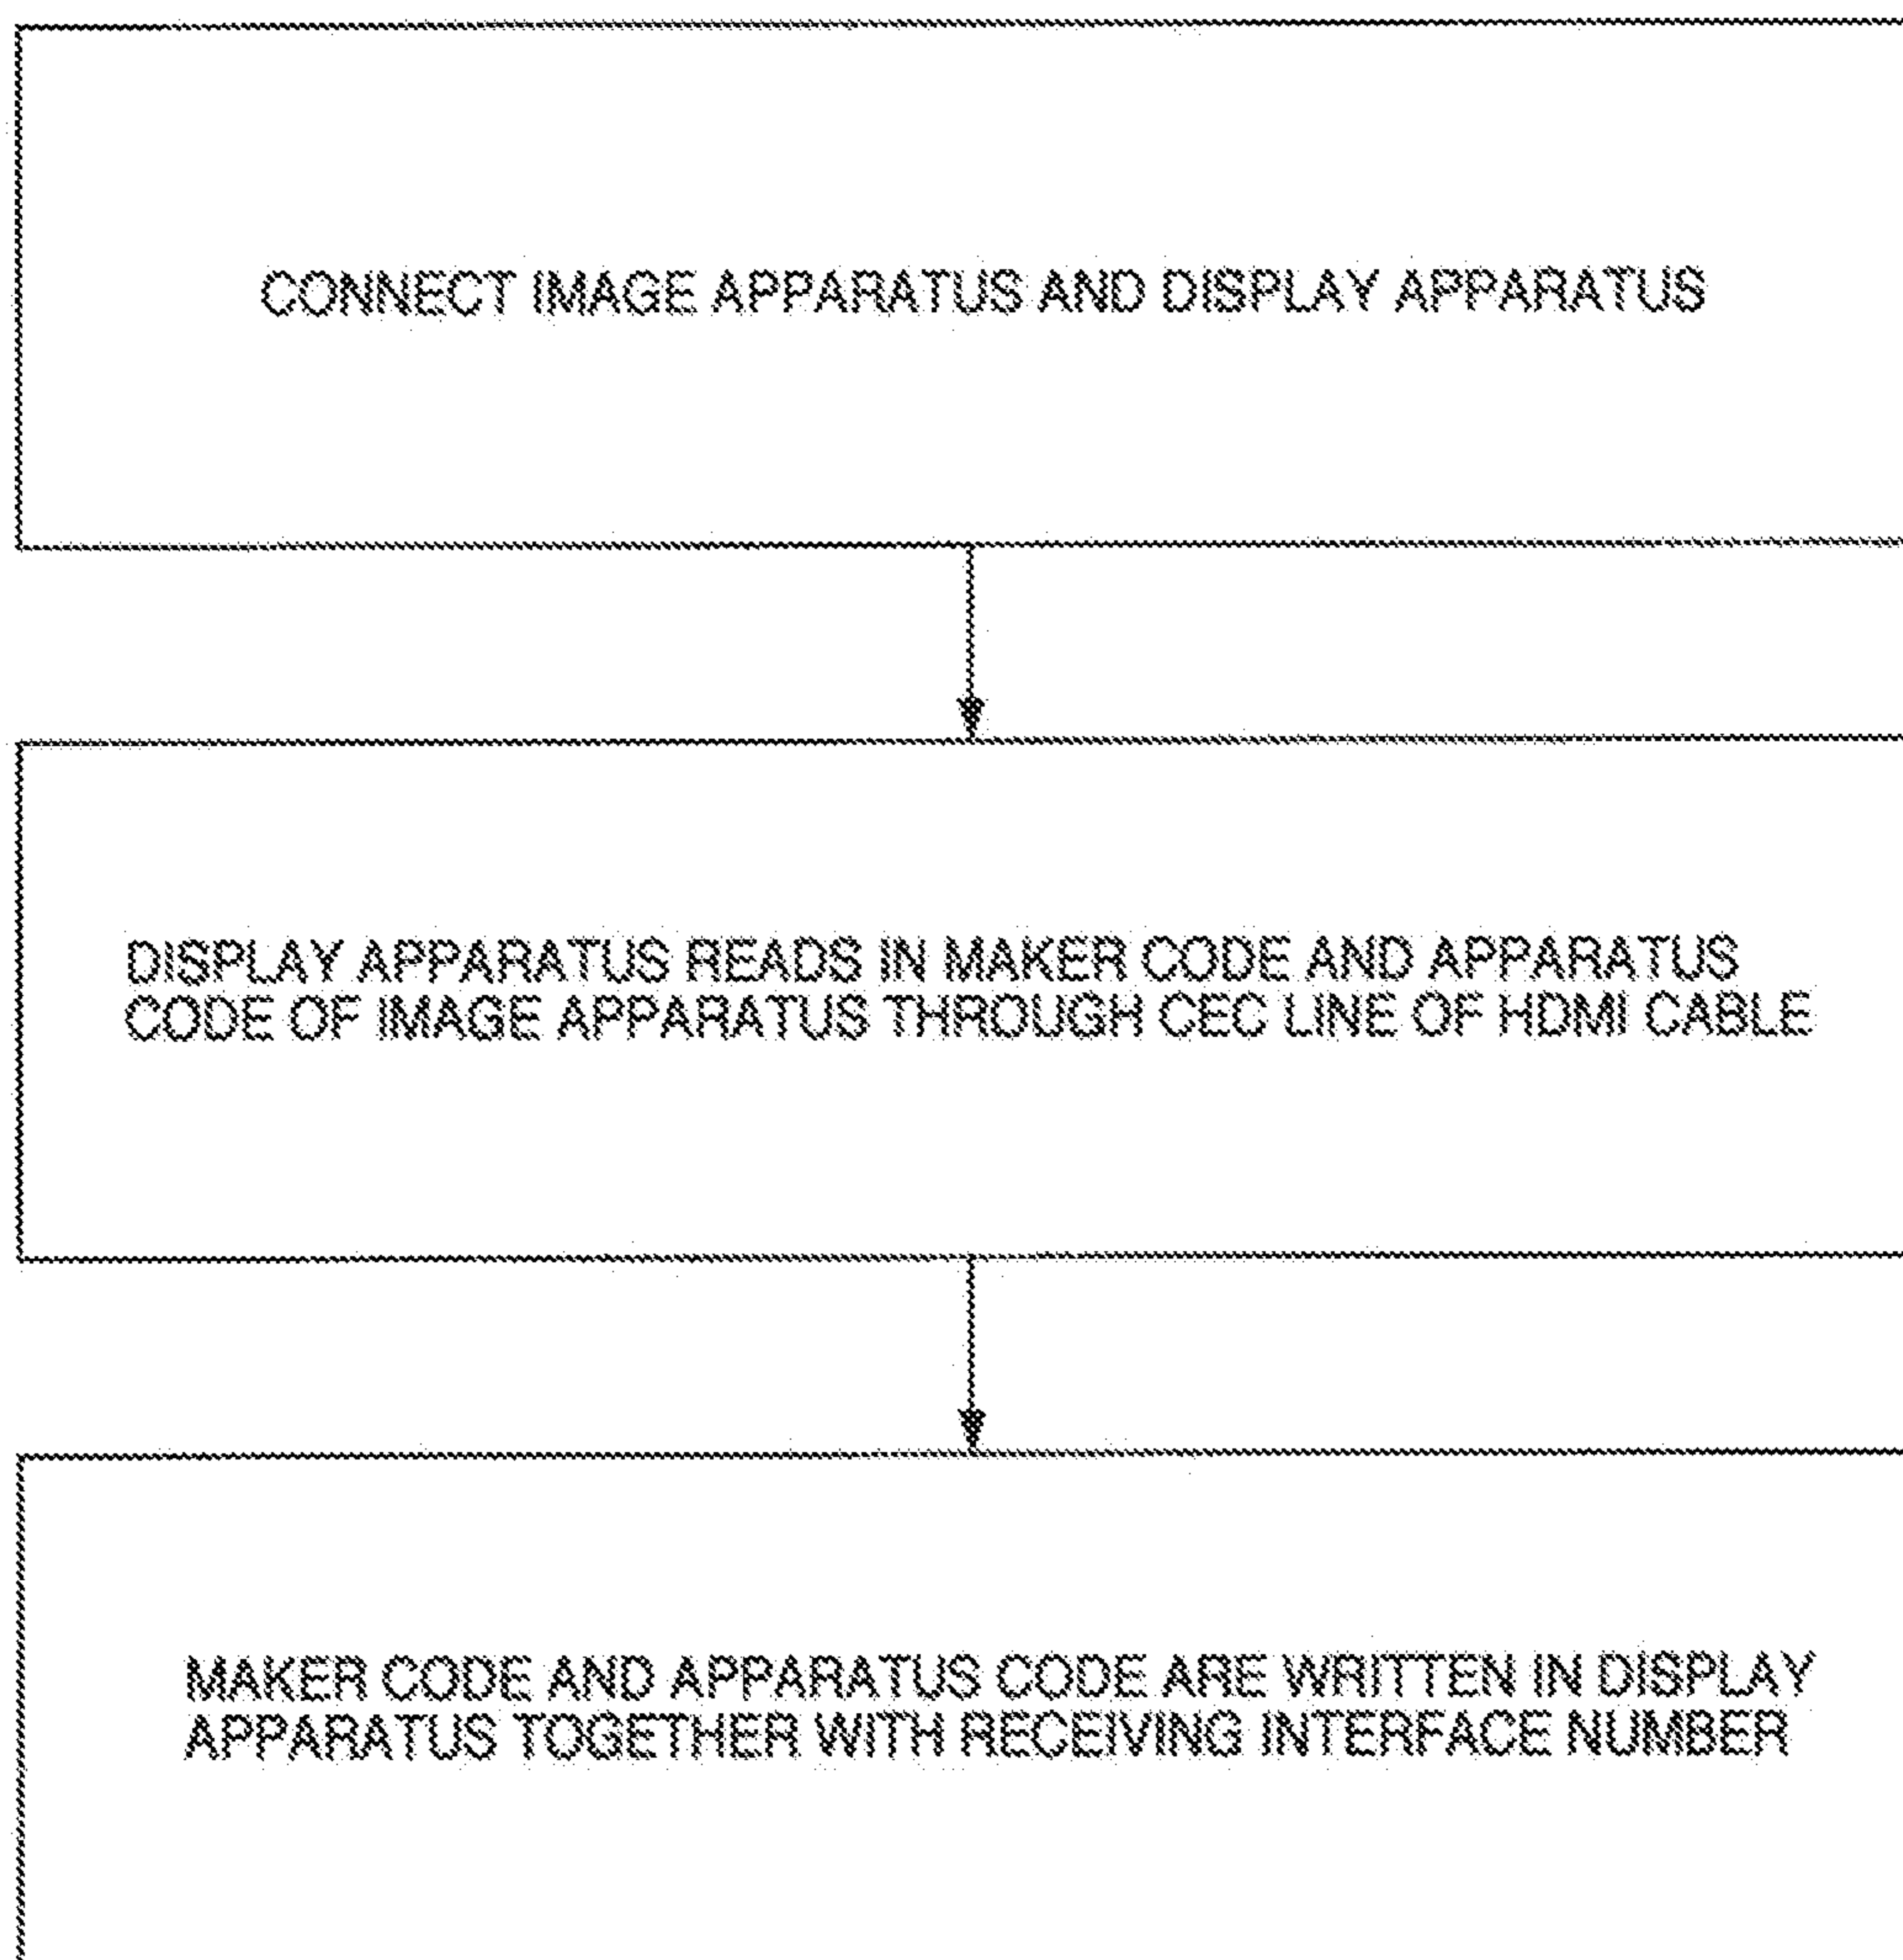 CONNECT IMAGE APPARATUS AND DISPLAY APPARATUS
DISPLAY APPARATUS READS IN MAKER CODE AND APPARATUS
CODE OF IMAGE APPARATUS THROUGH CEC LINE OF HDMI CABLE
MAKER CODE AND APPARATUS CODE ARE WRITTEN IN DISPLAY
APPARATUS TOGETHER WITH RECEIVING INTERFACE NUMBER